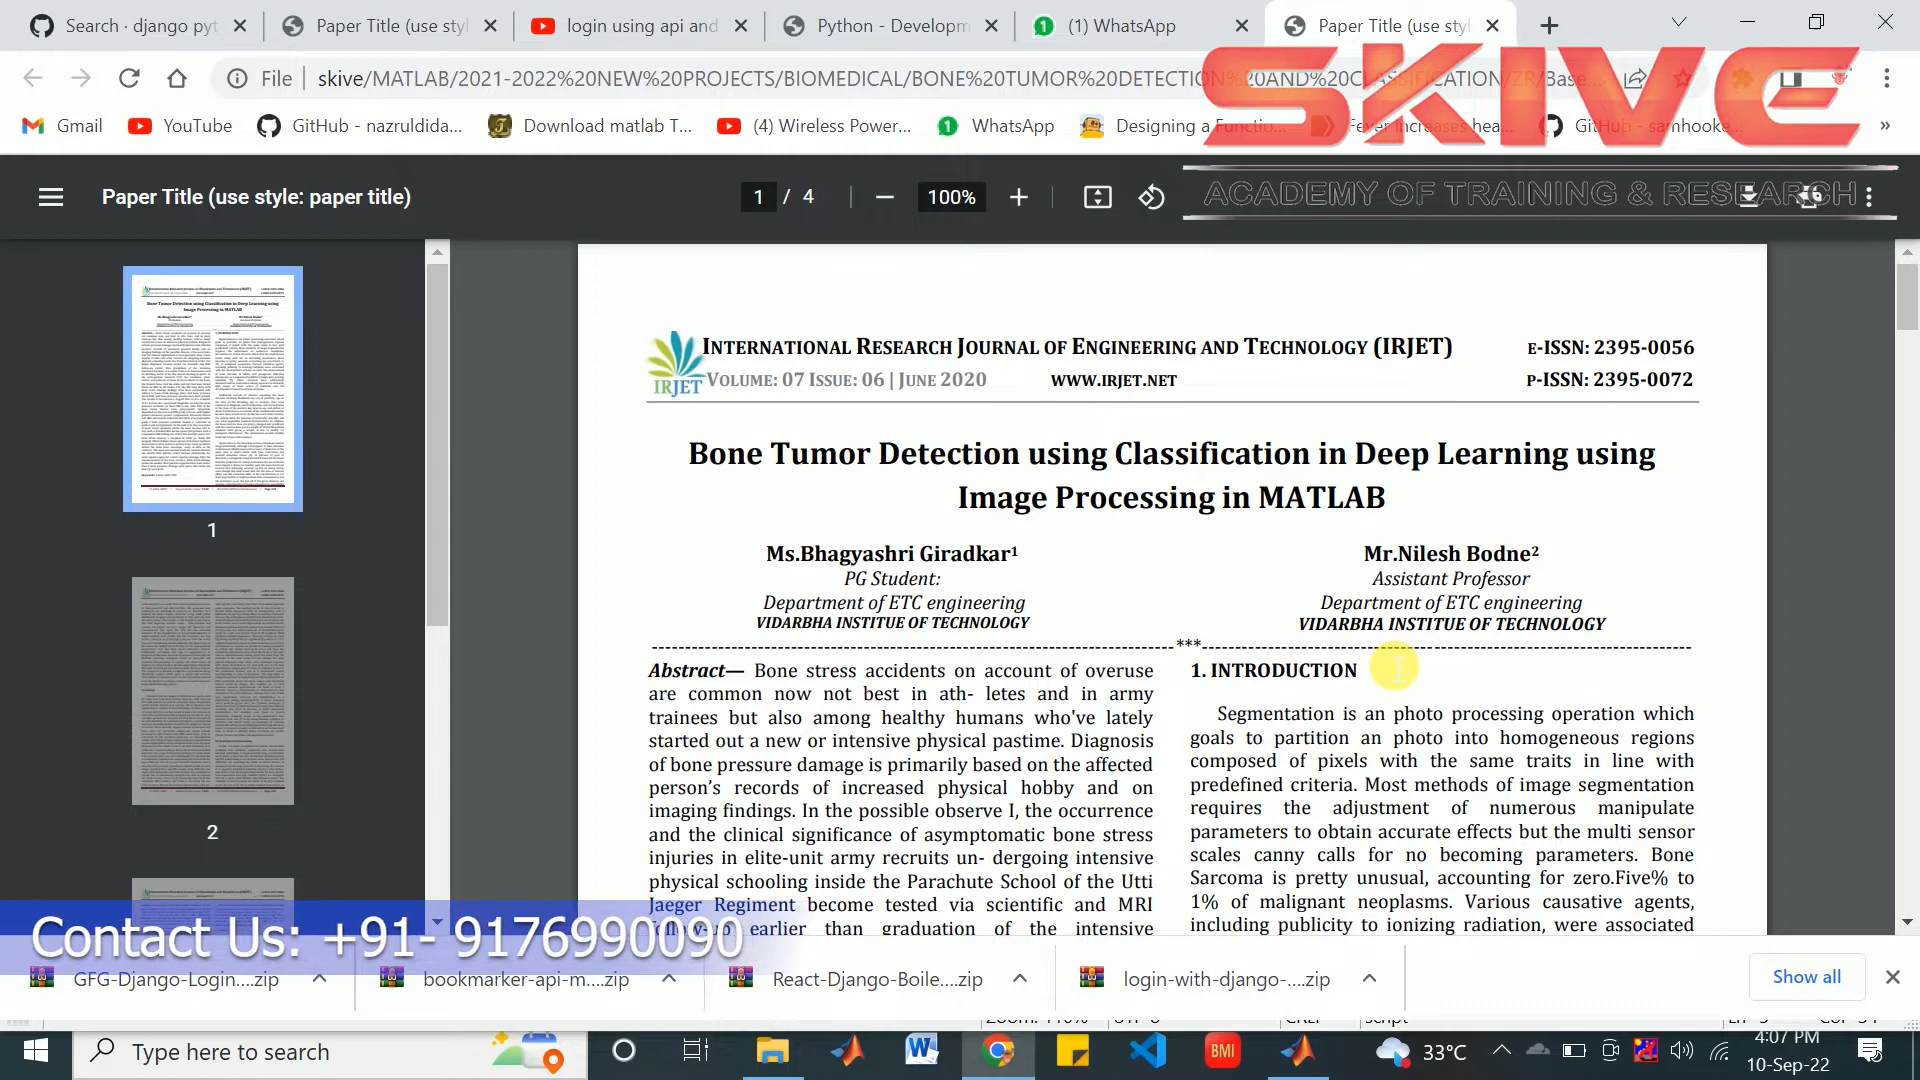 Search · django pyt
Paper Title (use styl
login using api and
Python - Developm
(1) WhatsApp
Paper Title (use styl
File
skive/MATLAB/2021-2022%20NEW%20PROJECTS/BIOMEDICAL/BONE%20TUMOR%20DETECTION%20AND%20CLASSIFICATION/ZR/Base...
SKIVE
Gmail
YouTube
GitHub - nazruldida...
Download matlab T...
(4) Wireless Power...
WhatsApp
Designing a Functio...
Fever increases hea...
GitHub - samhooke...
»
Paper Title (use style: paper title)
1 / 4
100%
ACADEMY OF TRAINING & RESEARCH
IRJET
INTERNATIONAL RESEARCH JOURNAL OF ENGINEERING AND TECHNOLOGY (IRJET)
E-ISSN: 2395-0056
VOLUME: 07 ISSUE: 06 | JUNE 2020
WWW.IRJET.NET
P-ISSN: 2395-0072
Bone Tumor Detection using Classification in Deep Learning using
Image Processing in MATLAB
Ms.Bhagyashri Giradkar¹
PG Student:
Department of ETC engineering
VIDARBHA INSTITUE OF TECHNOLOGY
Mr.Nilesh Bodne²
Assistant Professor
Department of ETC engineering
VIDARBHA INSTITUE OF TECHNOLOGY
***
Abstract— Bone stress accidents on account of overuse
are common now not best in ath- letes and in army
trainees but also among healthy humans who've lately
started out a new or intensive physical pastime. Diagnosis
of bone pressure damage is primarily based on the affected
person's records of increased physical hobby and on
imaging findings. In the possible observe I, the occurrence
and the clinical significance of asymptomatic bone stress
injuries in elite-unit army recruits un- dergoing intensive
physical schooling inside the Parachute School of the Utti
Jaeger Regiment become tested via scientific and MRI
follow-up earlier than graduation of the intensive
1. INTRODUCTION
Segmentation is an photo processing operation which
goals to partition an photo into homogeneous regions
composed of pixels with the same traits in line with
predefined criteria. Most methods of image segmentation
requires the adjustment of numerous manipulate
parameters to obtain accurate effects but the multi sensor
scales canny calls for no becoming parameters. Bone
Sarcoma is pretty unusual, accounting for zero.Five% to
1% of malignant neoplasms. Various causative agents,
including publicity to ionizing radiation, were associated
1
2
Contact Us: +91- 9176990090
GFG-Django-Login....zip
bookmarker-api-m....zip
React-Django-Boile....zip
login-with-django-....zip
Show all
Type here to search
BMI
33°C
4:07 PM
10-Sep-22